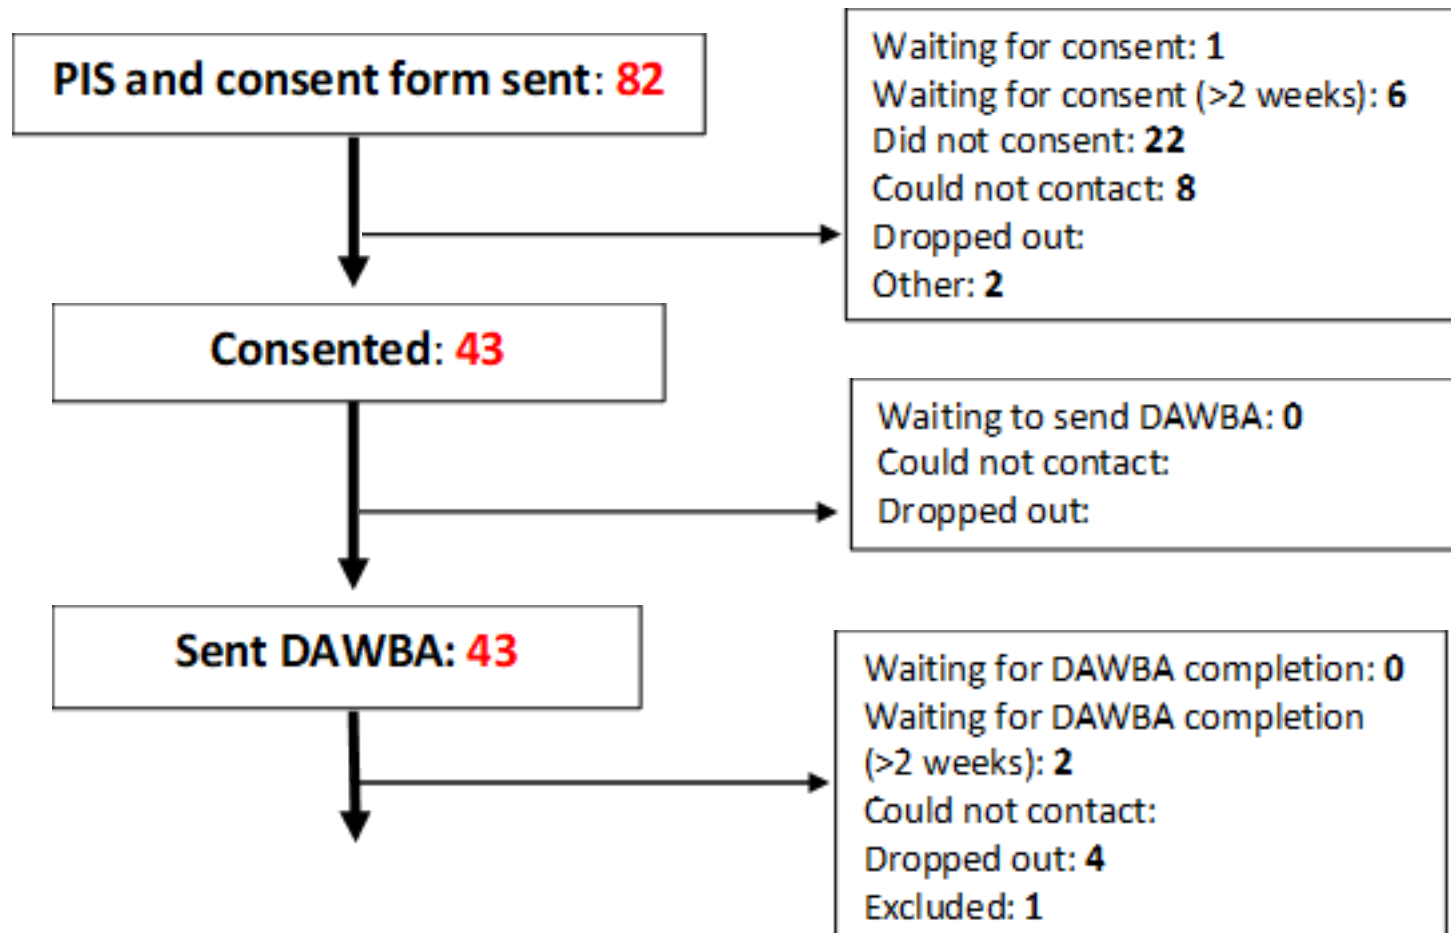 PIS and consent form sent: 82
Waiting for consent: 1
Waiting for consent (>2 weeks): 6
Did not consent: 22
Could not contact: 8
Dropped out:
Other: 2
Consented: 43
Waiting to send DAWBA: 0
Could not contact:
Dropped out:
Sent DAWBA: 43
Waiting for DAWBA completion: 0
Waiting for DAWBA completion
(>2 weeks): 2
Could not contact:
Dropped out: 4
Excluded: 1